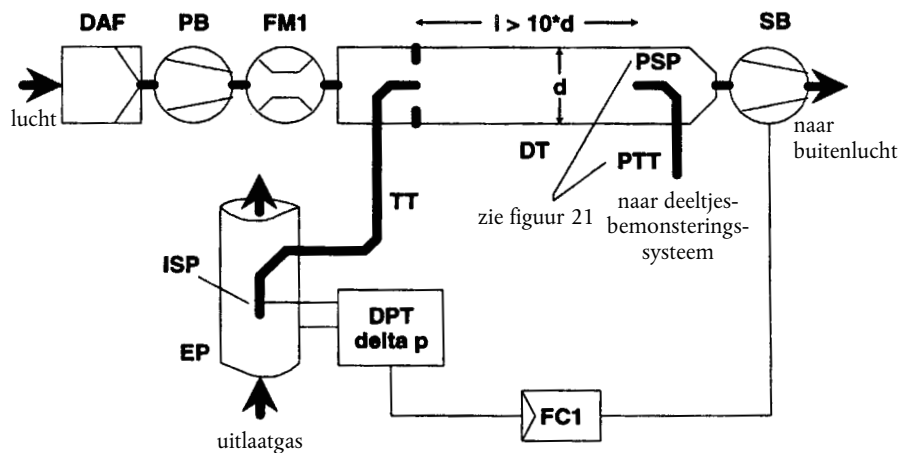 DAF
PB
FM1
l > 10*d
SB
PSP
d
lucht
naar
buitenlucht
DT
PTT
TT
zie figuur 21
naar deeltjes-
bemonsterings-
systeem
ISP
DPT
delta p
EP
FC1
uitlaatgas